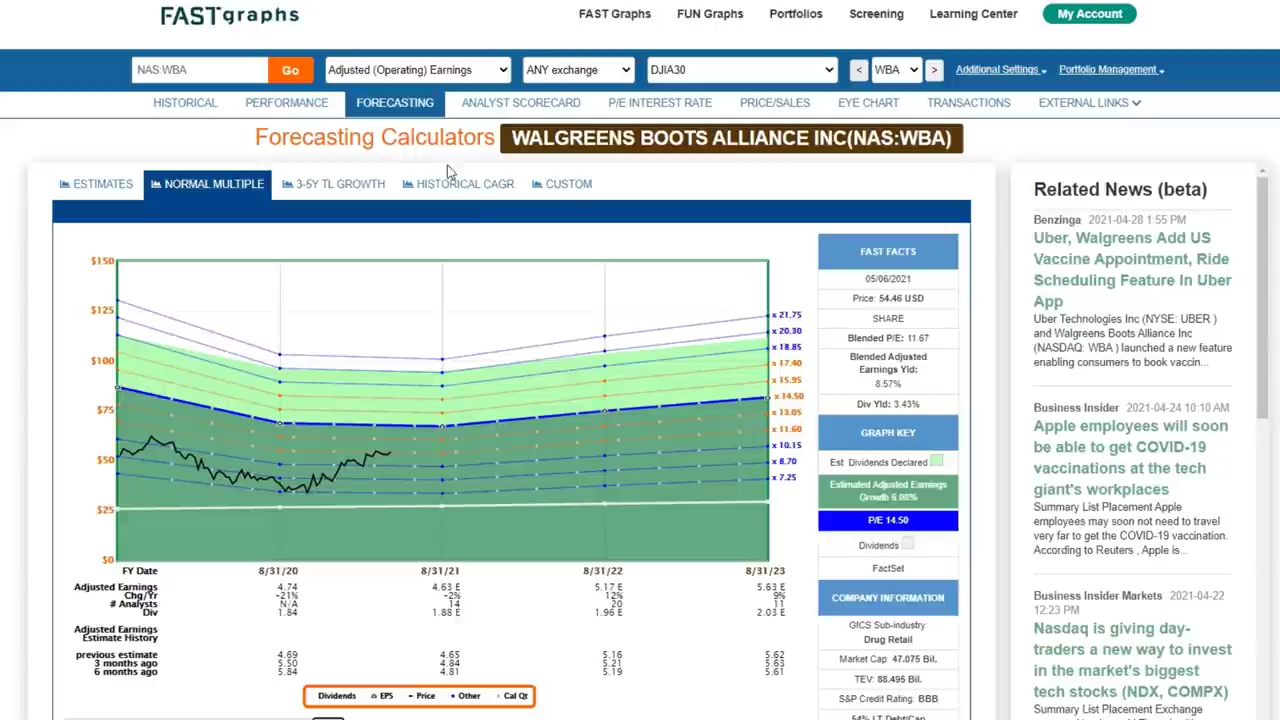 FASTgraphs
FAST Graphs FUN Graphs Portfolios Screening Learning Center My Account
NAS:WBA Go Adjusted (Operating) Earnings ANY exchange DJIA30 < WBA > Additional Settings Portfolio Management
HISTORICAL PERFORMANCE FORECASTING ANALYST SCORECARD P/E INTEREST RATE PRICE/SALES EYE CHART TRANSACTIONS EXTERNAL LINKS
Forecasting Calculators WALGREENS BOOTS ALLIANCE INC(NAS:WBA)
ESTIMATES NORMAL MULTIPLE 3-5Y TL GROWTH HISTORICAL CAGR CUSTOM
$150
$125
$100
$75
$50
$25
$0
x 21.75
x 20.30
x 18.85
x 17.40
x 15.95
x 14.50
x 13.05
x 11.60
x 10.15
x 8.70
x 7.25
FY Date 8/31/20 8/31/21 8/31/22 8/31/23
Adjusted Earnings 4.74 4.63 E 5.17 E 5.63 E
Chg/Yr -21% -2% 12% 9%
# Analysts N/A 14 20 11
Div 1.84 1.88 E 1.96 E 2.03 E
Adjusted Earnings
Estimate History
previous estimate 4.69 4.65 5.16 5.62
3 months ago 5.50 4.84 5.21 5.63
6 months ago 5.84 4.81 5.19 5.61
Dividends EPS Price Other Cal Qt
FAST FACTS
05/06/2021
Price: 54.46 USD
SHARE
Blended P/E: 11.67
Blended Adjusted
Earnings Yld:
8.57%
Div Yld: 3.43%
GRAPH KEY
Est Dividends Declared
Estimated Adjusted Earnings
Growth 6.08%
P/E 14.50
Dividends
FactSet
COMPANY INFORMATION
GICS Sub-industry:
Drug Retail
Market Cap: 47.075 Bil.
TEV: 88.495 Bil.
S&P Credit Rating: BBB
54% LT Debt/Cap
Related News (beta)
Benzinga 2021-04-28 1:55 PM
Uber, Walgreens Add US
Vaccine Appointment, Ride
Scheduling Feature In Uber
App
Uber Technologies Inc (NYSE: UBER )
and Walgreens Boots Alliance Inc
(NASDAQ: WBA ) launched a new feature
enabling consumers to book vaccin...
Business Insider 2021-04-24 10:10 AM
Apple employees will soon
be able to get COVID-19
vaccinations at the tech
giant's workplaces
Summary List Placement Apple
employees may soon not need to travel
very far to get the COVID-19 vaccination.
According to Reuters , Apple is...
Business Insider Markets 2021-04-22
12:23 PM
Nasdaq is giving day-
traders a new way to invest
in the market's biggest
tech stocks (NDX, COMPX)
Summary List Placement Exchange